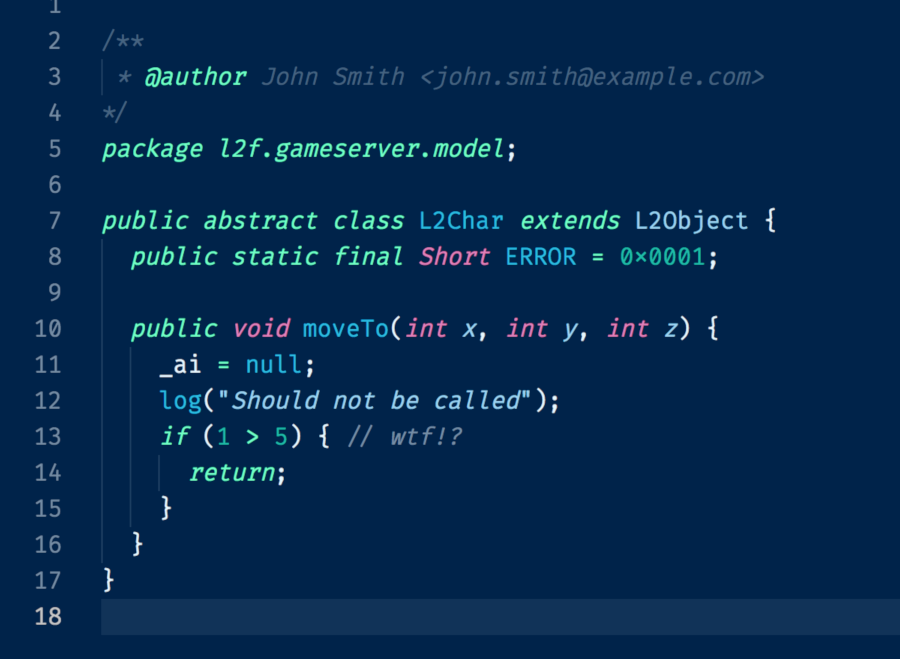 1
2 /**
3  * @author John Smith <john.smith@example.com>
4 */
5 package l2f.gameserver.model;
6
7 public abstract class L2Char extends L2Object {
8   public static final Short ERROR = 0x0001;
9
10   public void moveTo(int x, int y, int z) {
11     _ai = null;
12     log("Should not be called");
13     if (1 > 5) { // wtf!?
14       return;
15     }
16   }
17 }
18